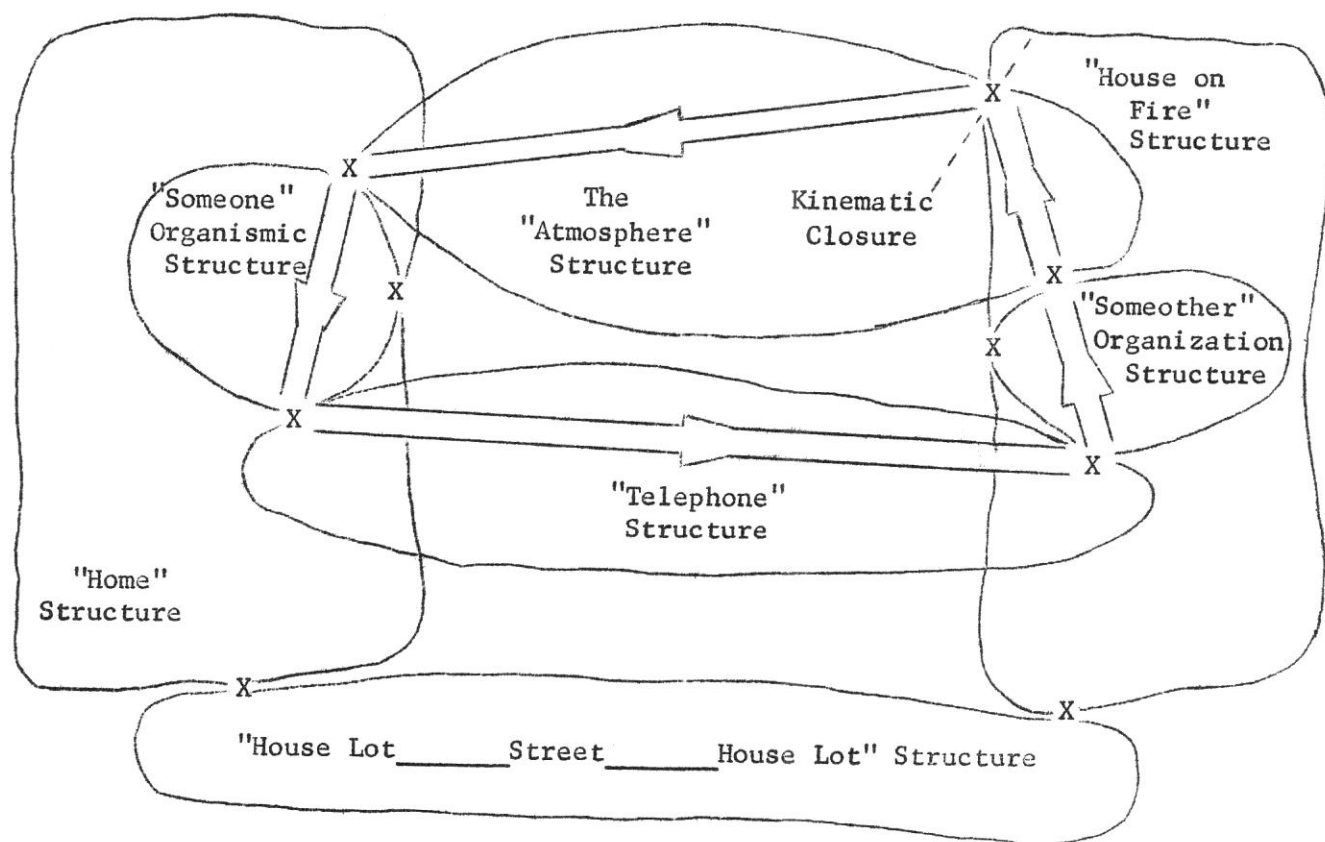 "House on
Fire"
Structure
X
X
"Someone"
Organismic
Structure
The
"Atmosphere"
Structure
Kinematic
Closure
X
X
"Someother"
Organization
Structure
X
X
X
"Telephone"
Structure
"Home"
Structure
X
X
"House Lot______Street______House Lot" Structure